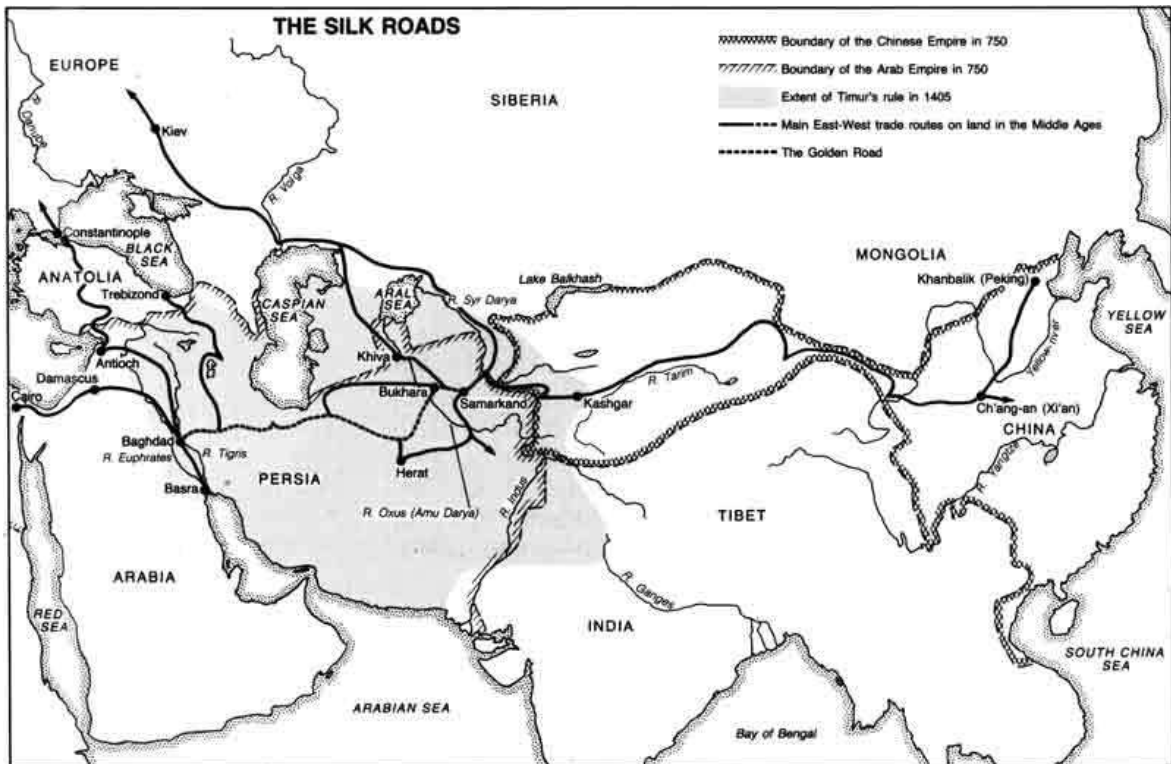 THE SILK ROADS
Boundary of the Chinese Empire in 750
Boundary of the Arab Empire in 750
Extent of Timur's rule in 1405
Main East-West trade routes on land in the Middle Ages
The Golden Road
EUROPE
SIBERIA
R. Danube
Kiev
R. Volga
Constantinople
BLACK
SEA
MONGOLIA
Khanbalik (Peking)
ANATOLIA
Trebizond
CASPIAN
SEA
ARAL
SEA
R. Syr Darya
Lake Balkhash
YELLOW
SEA
Yellow river
Antioch
Khiva
Damascus
Bukhara
Samarkand
Kashgar
R. Tarim
Cairo
Ch'ang-an (Xi'an)
CHINA
Baghdad
R. Euphrates
R. Tigris
Herat
R. Yangtze
Basra
PERSIA
R. Oxus (Amu Darya)
R. Indus
TIBET
ARABIA
R. Ganges
RED
SEA
INDIA
SOUTH CHINA
SEA
ARABIAN SEA
Bay of Bengal